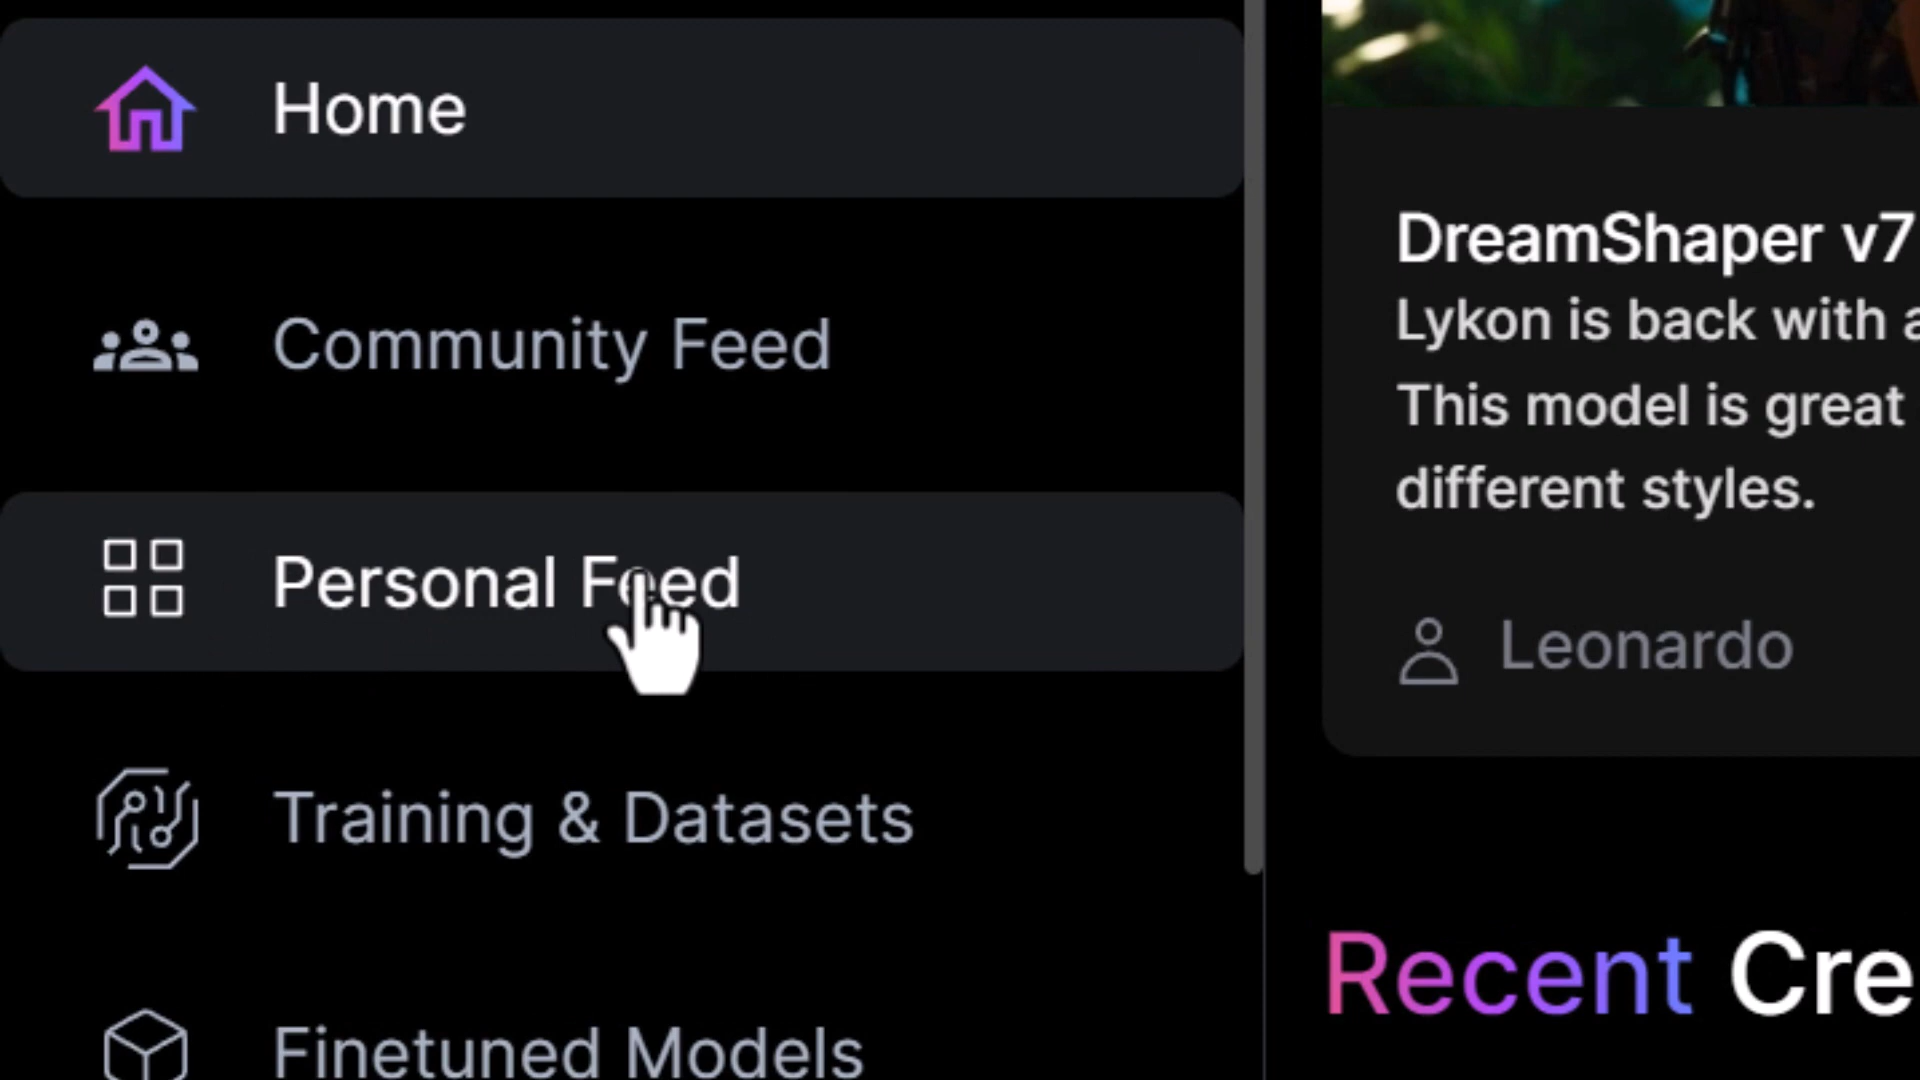 Home
Community Feed
Personal Feed
Training & Datasets
Finetuned Models
DreamShaper v7
Lykon is back with a
This model is great
different styles.
Leonardo
Recent Cre